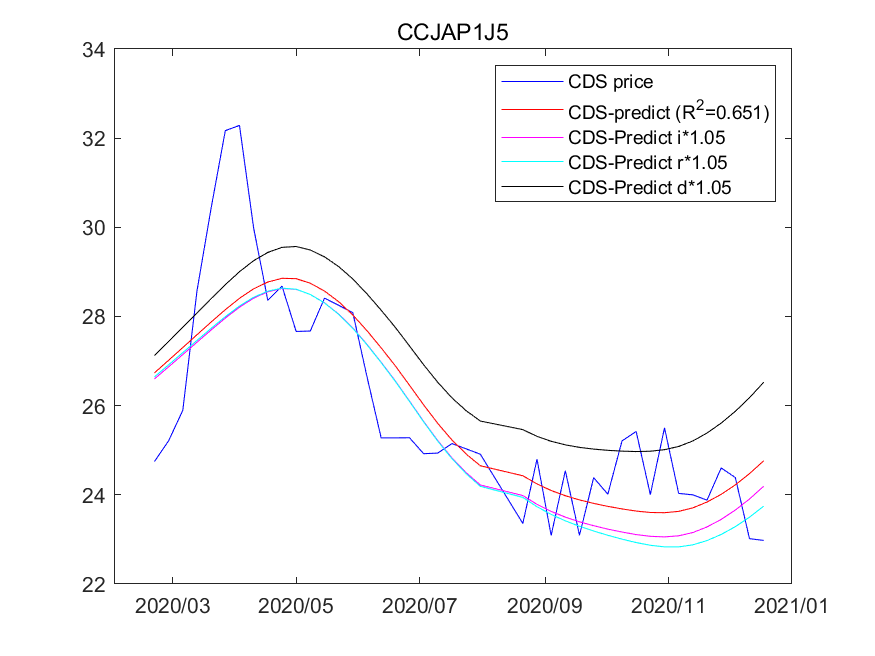 CCJAP1J5
34
32
30
28
26
24
22
CDS price
CDS-predict (R²=0.651)
CDS-Predict i*1.05
CDS-Predict r*1.05
CDS-Predict d*1.05
2020/03 2020/05 2020/07 2020/09 2020/11 2021/01